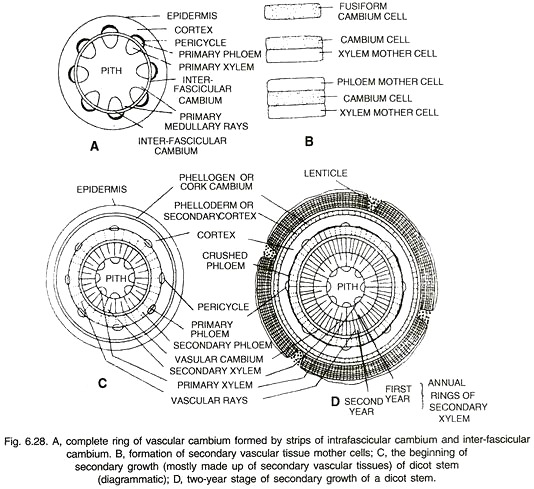 EPIDERMIS
CORTEX
PERICYCLE
PRIMARY PHLOEM
PRIMARY XYLEM
PITH
INTER-
FASCICULAR
CAMBIUM
PRIMARY
MEDULLARY RAYS
INTER-FASCICULAR
CAMBIUM
A
FUSIFORM
CAMBIUM CELL
CAMBIUM CELL
XYLEM MOTHER CELL
PHLOEM MOTHER CELL
CAMBIUM CELL
XYLEM MOTHER CELL
B
EPIDERMIS
PHELLOGEN OR
CORK CAMBIUM
LENTICLE
PHELLODERM OR
SECONDARY CORTEX
CORTEX
CRUSHED
PHLOEM
PITH
PITH
PERICYCLE
PRIMARY
PHLOEM
SECONDARY PHLOEM
VASULAR CAMBIUM
SECONDARY XYLEM
PRIMARY XYLEM
VASCULAR RAYS
C
D
SECOND
YEAR
FIRST
YEAR
ANNUAL
RINGS OF
SECONDARY
XYLEM
Fig. 6.28. A, complete ring of vascular cambium formed by strips of intrafascicular cambium and inter-fascicular
cambium. B, formation of secondary vascular tissue mother cells; C, the beginning of
secondary growth (mostly made up of secondary vascular tissues) of dicot stem
(diagrammatic); D, two-year stage of secondary growth of a dicot stem.